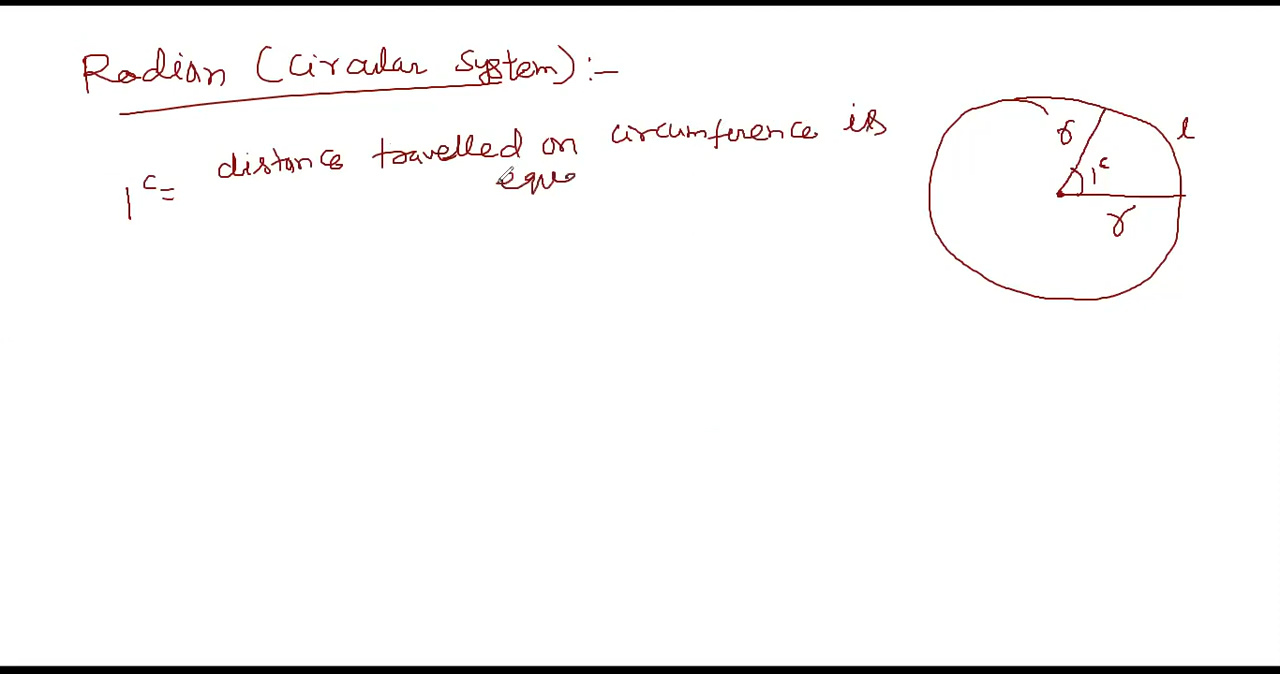 Radian (Circular System) :-
1ᶜ = distance travelled on circumference is
equa
r
l
1ᶜ
r